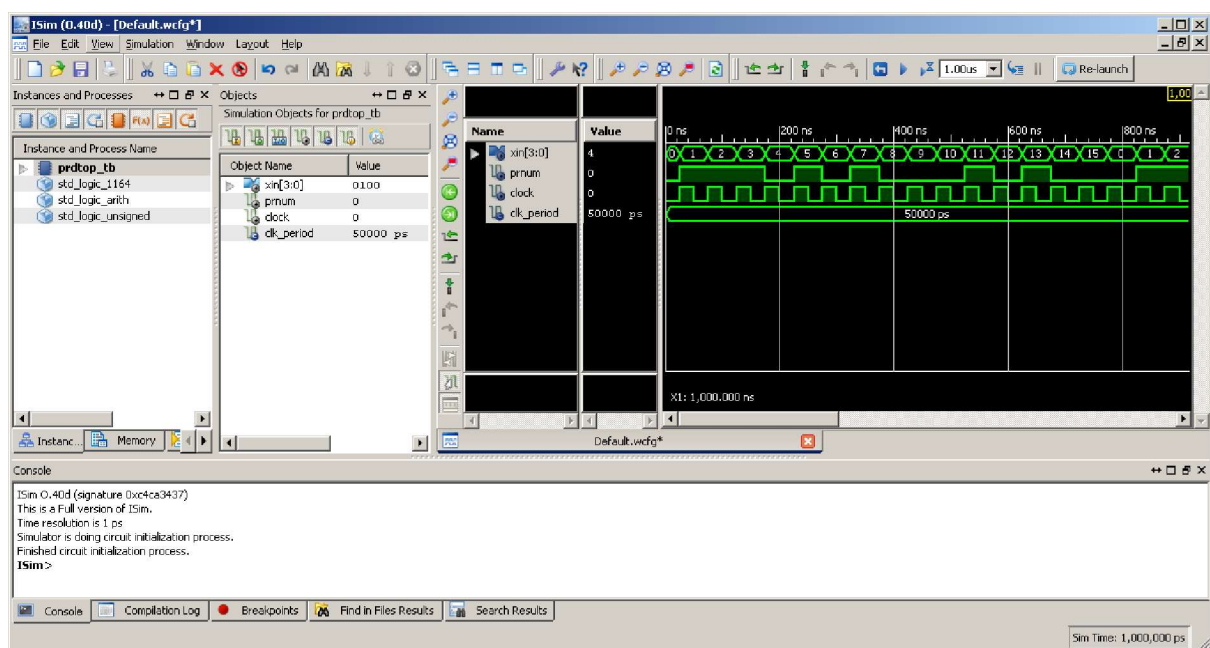 ISim (O.40d) - [Default.wcfg*]
File Edit View Simulation Window Layout Help
1.00us Re-launch
Instances and Processes
Instance and Process Name
prdtop_tb
std_logic_1164
std_logic_arith
std_logic_unsigned
Instanc... Memory
Objects
Simulation Objects for prdtop_tb
Object Name Value
xin[3:0] 0100
prnum 0
clock 0
clk_period 50000 ps
Name Value
xin[3:0] 4
prnum 0
clock 0
clk_period 50000 ps
1,00
0 ns 200 ns 400 ns 600 ns 800 ns
0 1 2 3 4 5 6 7 8 9 10 11 12 13 14 15 0 1 2
50000 ps
X1: 1,000.000 ns
Default.wcfg*
Console
ISim O.40d (signature 0xc4ca3437)
This is a Full version of ISim.
Time resolution is 1 ps
Simulator is doing circuit initialization process.
Finished circuit initialization process.
ISim>
Console Compilation Log Breakpoints Find in Files Results Search Results
Sim Time: 1,000,000 ps